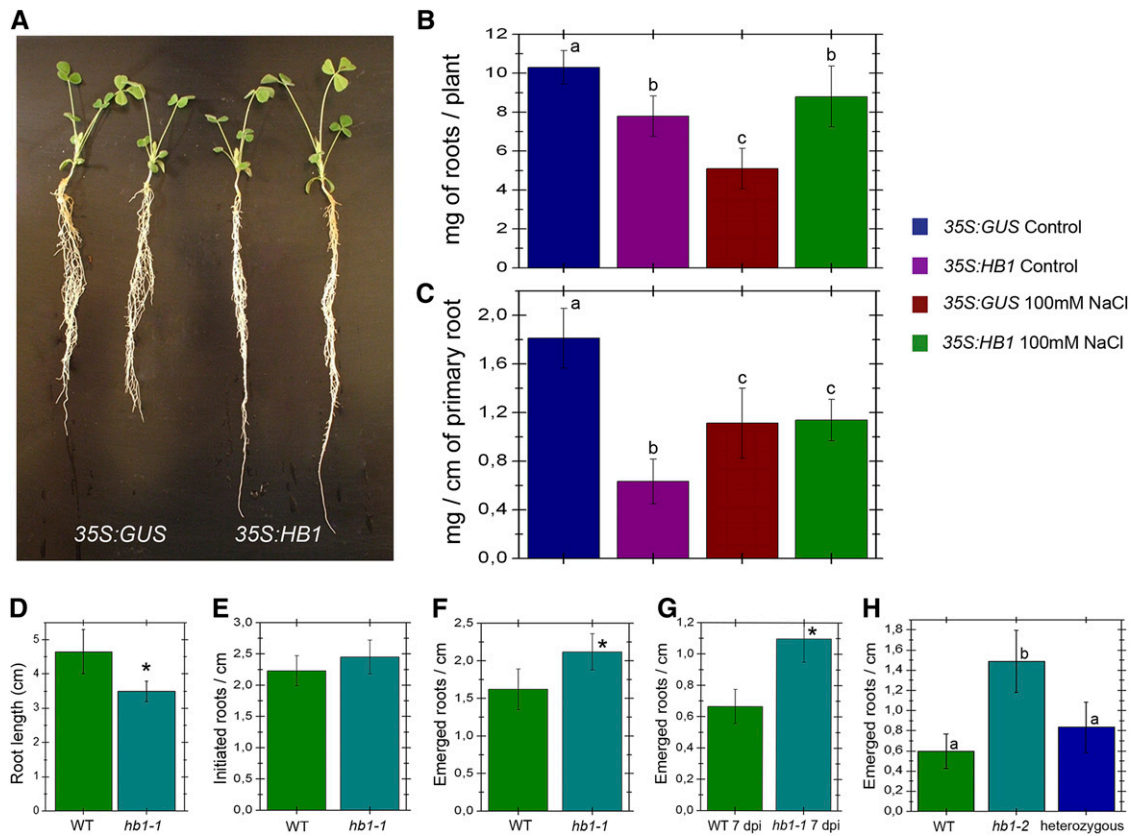 A
35S:GUS
35S:HB1
B
mg of roots / plant
12
10
8
6
4
2
0
a
b
c
b
C
mg / cm of primary root
2,0
1,6
1,2
0,8
0,4
0,0
a
b
c
c
35S:GUS Control
35S:HB1 Control
35S:GUS 100mM NaCl
35S:HB1 100mM NaCl
D
Root length (cm)
5
4
3
2
1
0
*
WT
hb1-1
E
Initiated roots / cm
3,0
2,5
2,0
1,5
1,0
0,5
0,0
WT
hb1-1
F
Emerged roots / cm
2,5
2,0
1,5
1,0
0,5
0,0
*
WT
hb1-1
G
Emerged roots / cm
1,2
1,0
0,8
0,6
0,4
0,2
0,0
*
WT 7 dpi
hb1-1 7 dpi
H
Emerged roots / cm
1,8
1,6
1,4
1,2
1,0
0,8
0,6
0,4
0,2
0,0
a
b
a
WT
hb1-2
heterozygous